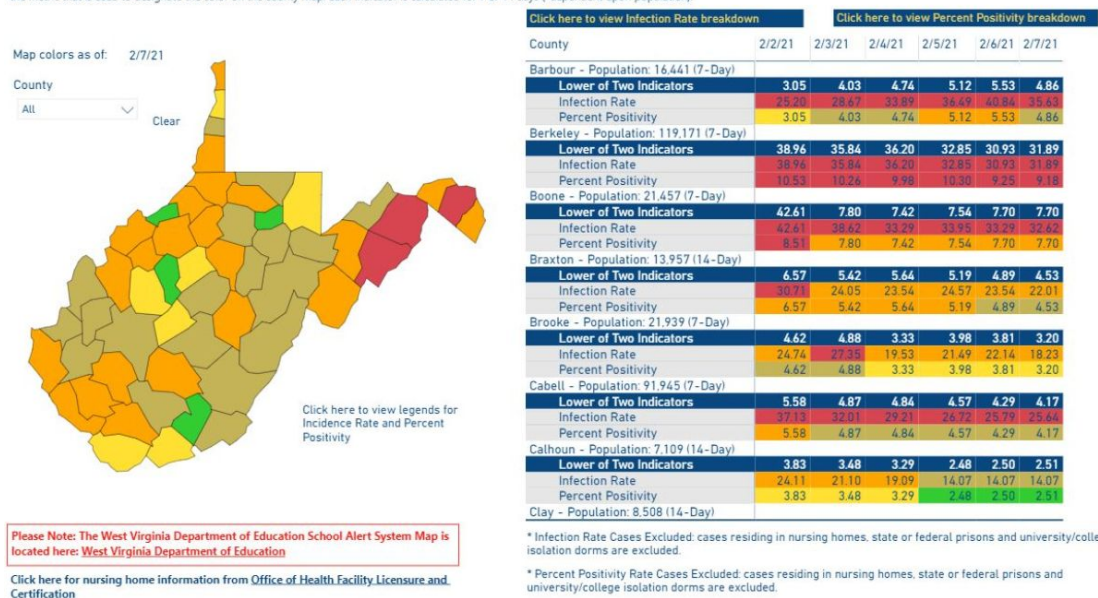 Map colors as of: 2/7/21
County
All
Clear
Click here to view legends for
Incidence Rate and Percent
Positivity
Please Note: The West Virginia Department of Education School Alert System Map is
located here: West Virginia Department of Education
Click here for nursing home information from Office of Health Facility Licensure and
Certification
Click here to view Infection Rate breakdown
Click here to view Percent Positivity breakdown
County 2/2/21 2/3/21 2/4/21 2/5/21 2/6/21 2/7/21
Barbour - Population: 16,441 (7-Day)
Lower of Two Indicators 3.05 4.03 4.74 5.12 5.53 4.86
Infection Rate 25.20 28.67 33.89 36.49 40.84 35.63
Percent Positivity 3.05 4.03 4.74 5.12 5.53 4.86
Berkeley - Population: 119,171 (7-Day)
Lower of Two Indicators 38.96 35.84 36.20 32.85 30.93 31.89
Infection Rate 38.96 35.84 36.20 32.85 30.93 31.89
Percent Positivity 10.53 10.26 9.98 10.30 9.25 9.18
Boone - Population: 21,457 (7-Day)
Lower of Two Indicators 42.61 7.80 7.42 7.54 7.70 7.70
Infection Rate 42.61 38.62 33.29 33.95 33.29 32.62
Percent Positivity 8.51 7.80 7.42 7.54 7.70 7.70
Braxton - Population: 13,957 (14-Day)
Lower of Two Indicators 6.57 5.42 5.64 5.19 4.89 4.53
Infection Rate 30.71 24.05 23.54 24.57 23.54 22.01
Percent Positivity 6.57 5.42 5.64 5.19 4.89 4.53
Brooke - Population: 21,939 (7-Day)
Lower of Two Indicators 4.62 4.88 3.33 3.98 3.81 3.20
Infection Rate 24.74 27.35 19.53 21.49 22.14 18.23
Percent Positivity 4.62 4.88 3.33 3.98 3.81 3.20
Cabell - Population: 91,945 (7-Day)
Lower of Two Indicators 5.58 4.87 4.84 4.57 4.29 4.17
Infection Rate 37.13 32.01 29.21 26.72 25.79 25.64
Percent Positivity 5.58 4.87 4.84 4.57 4.29 4.17
Calhoun - Population: 7,109 (14-Day)
Lower of Two Indicators 3.83 3.48 3.29 2.48 2.50 2.51
Infection Rate 24.11 21.10 19.09 14.07 14.07 14.07
Percent Positivity 3.83 3.48 3.29 2.48 2.50 2.51
Clay - Population: 8,508 (14-Day)
* Infection Rate Cases Excluded: cases residing in nursing homes, state or federal prisons and university/colle
isolation dorms are excluded.
* Percent Positivity Rate Cases Excluded: cases residing in nursing homes, state or federal prisons and
university/college isolation dorms are excluded.